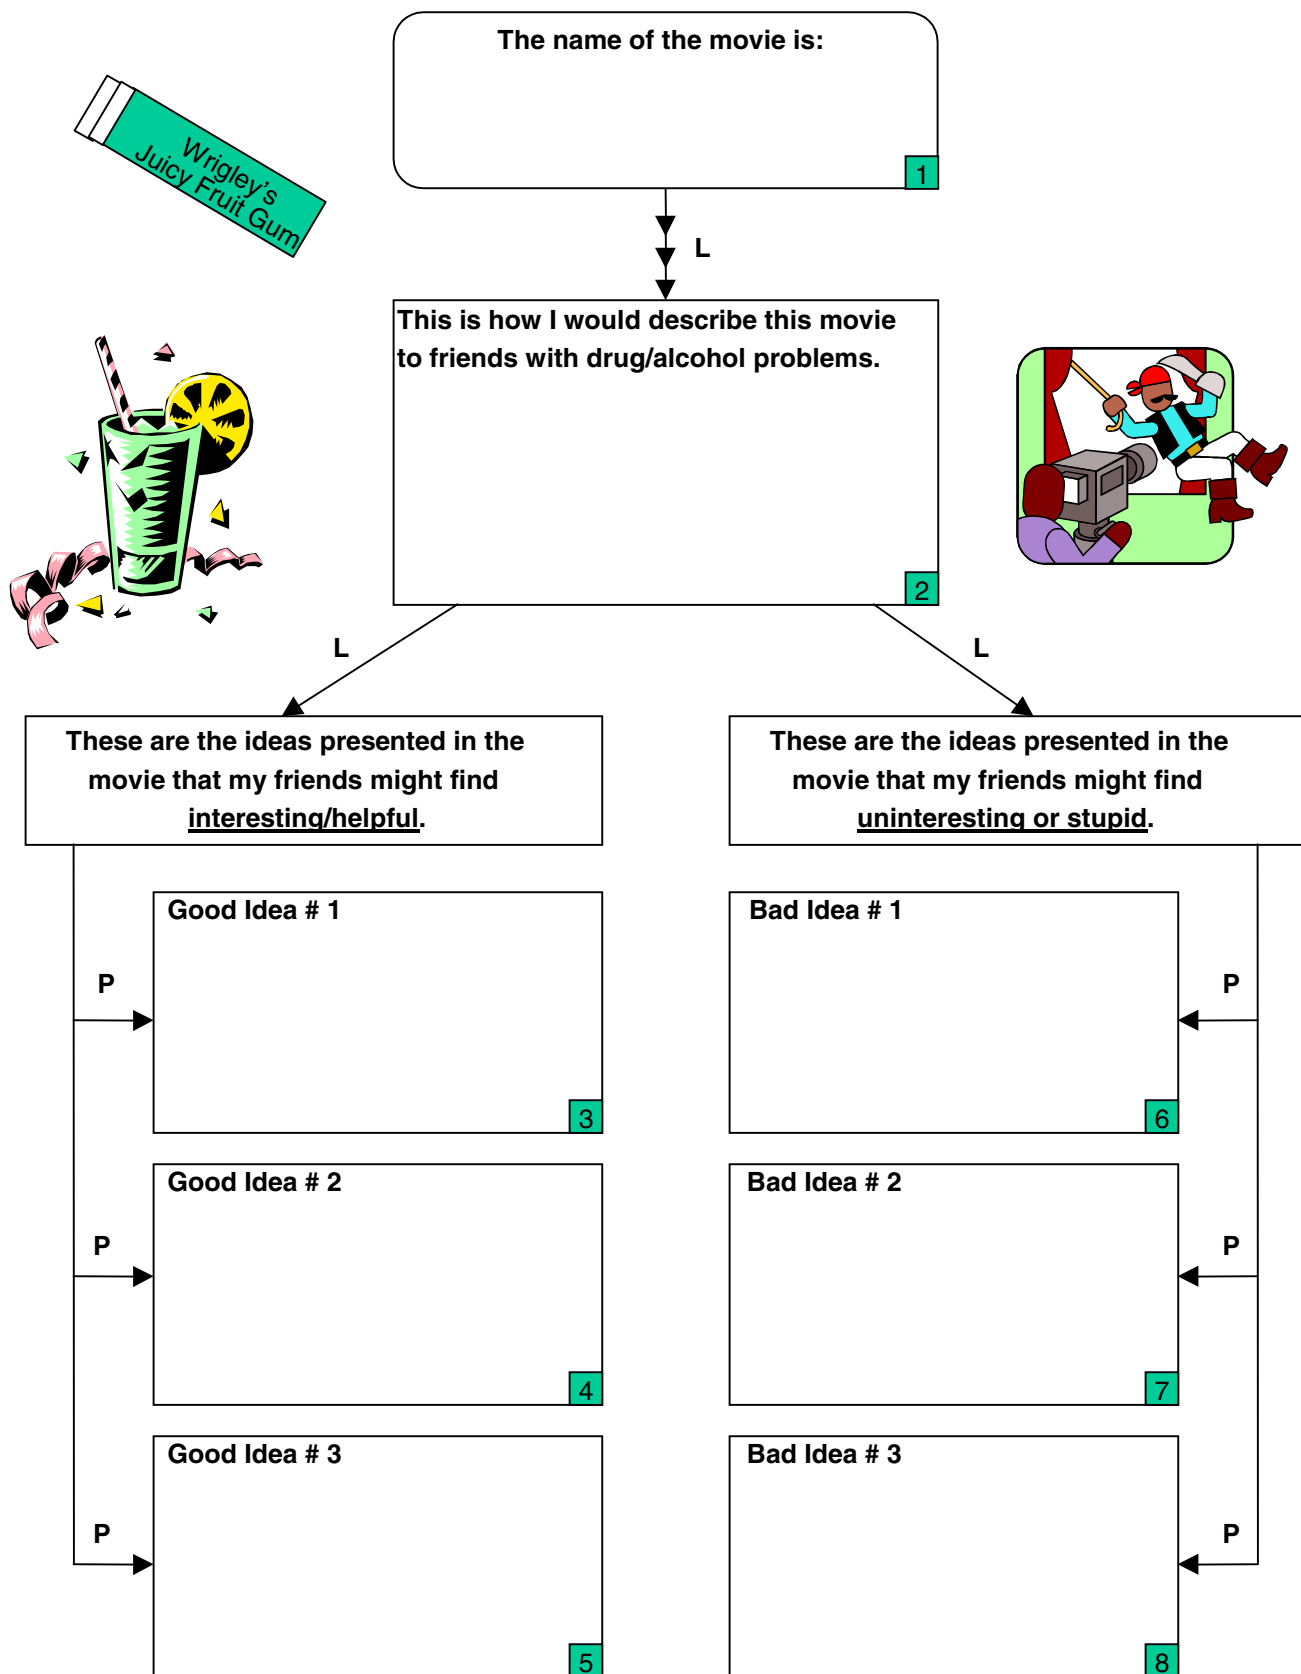 The name of the movie is:
1
Wrigley's
Juicy Fruit Gum
L
This is how I would describe this movie
to friends with drug/alcohol problems.
2
L
L
These are the ideas presented in the
movie that my friends might find
interesting/helpful.
These are the ideas presented in the
movie that my friends might find
uninteresting or stupid.
Good Idea # 1
P
3
Bad Idea # 1
P
6
Good Idea # 2
P
4
Bad Idea # 2
P
7
Good Idea # 3
P
5
Bad Idea # 3
P
8